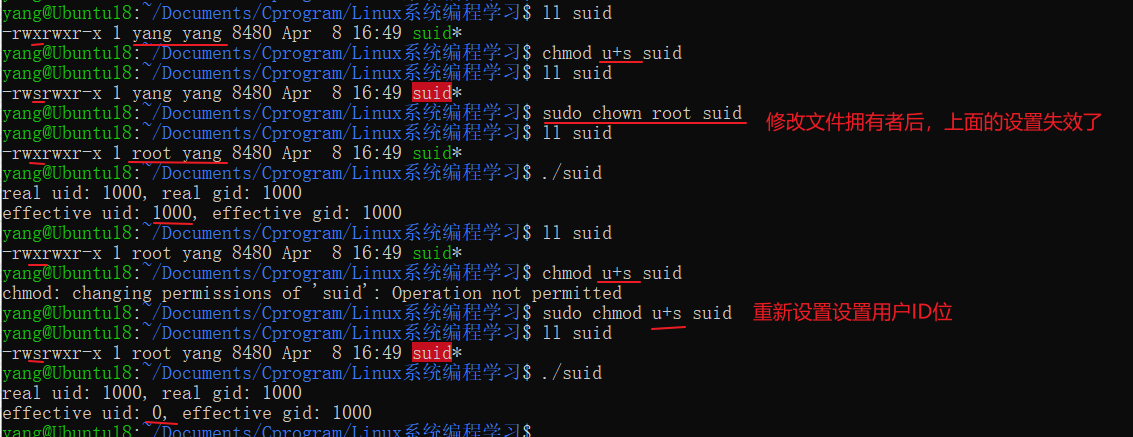 yang@Ubuntu18:~/Documents/Cprogram/Linux系统编程学习$ ll suid
-rwxrwxr-x 1 yang yang 8480 Apr  8 16:49 suid*
yang@Ubuntu18:~/Documents/Cprogram/Linux系统编程学习$ chmod u+s suid
yang@Ubuntu18:~/Documents/Cprogram/Linux系统编程学习$ ll suid
-rwsrwxr-x 1 yang yang 8480 Apr  8 16:49 suid*
yang@Ubuntu18:~/Documents/Cprogram/Linux系统编程学习$ sudo chown root suid
修改文件拥有者后，上面的设置失效了
yang@Ubuntu18:~/Documents/Cprogram/Linux系统编程学习$ ll suid
-rwxrwxr-x 1 root yang 8480 Apr  8 16:49 suid*
yang@Ubuntu18:~/Documents/Cprogram/Linux系统编程学习$ ./suid
real uid: 1000, real gid: 1000
effective uid: 1000, effective gid: 1000
yang@Ubuntu18:~/Documents/Cprogram/Linux系统编程学习$ ll suid
-rwxrwxr-x 1 root yang 8480 Apr  8 16:49 suid*
yang@Ubuntu18:~/Documents/Cprogram/Linux系统编程学习$ chmod u+s suid
chmod: changing permissions of 'suid': Operation not permitted
yang@Ubuntu18:~/Documents/Cprogram/Linux系统编程学习$ sudo chmod u+s suid
重新设置设置用户ID位
yang@Ubuntu18:~/Documents/Cprogram/Linux系统编程学习$ ll suid
-rwsrwxr-x 1 root yang 8480 Apr  8 16:49 suid*
yang@Ubuntu18:~/Documents/Cprogram/Linux系统编程学习$ ./suid
real uid: 1000, real gid: 1000
effective uid: 0, effective gid: 1000
yang@Ubuntu18:~/Documents/Cprogram/Linux系统编程学习$